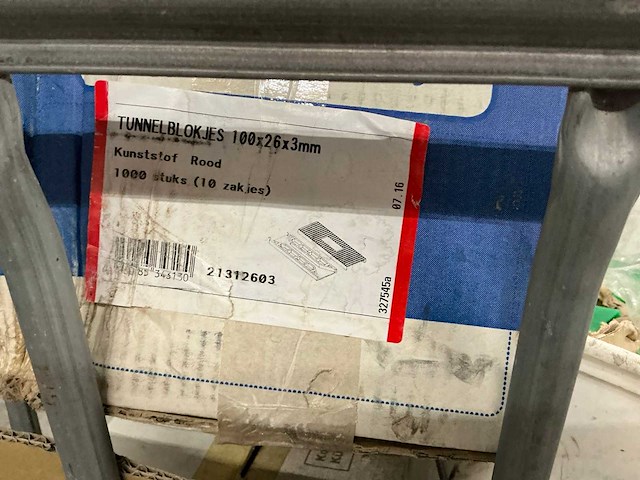 TUNNELBLOKJES 100x26x3mm
Kunststof Rood
1000 stuks (10 zakjes)
07.16
21312603
327545a